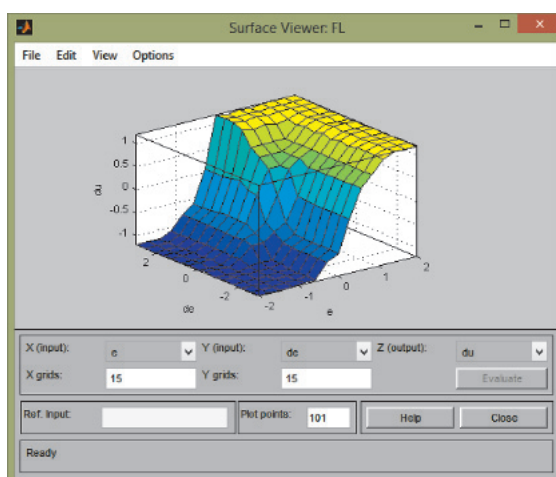 Surface Viewer: FL
File Edit View Options
1
0.5
0
-0.5
-1
du
2
0
-2
de
-2
-1
0
1
2
e
X (input): e Y (input): de Z (output): du
X grids: 15 Y grids: 15 Evaluate
Ref. Input: Plot points: 101 Help Close
Ready